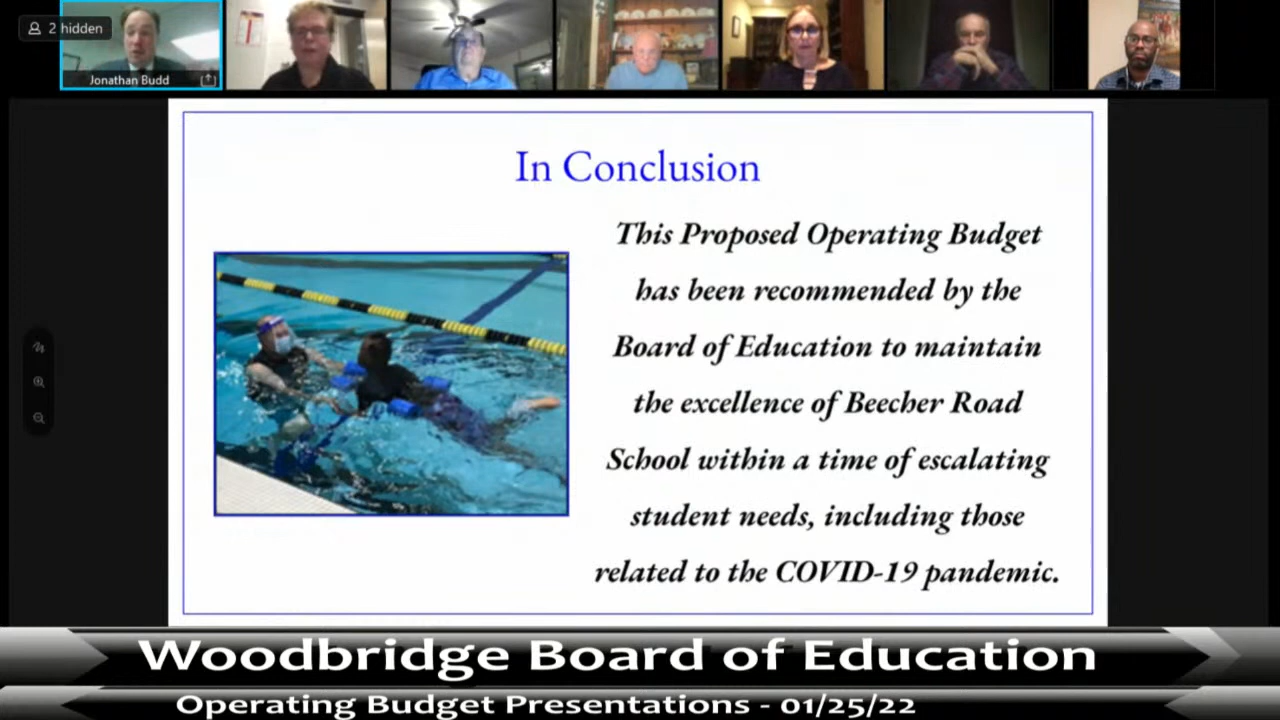 2 hidden
Jonathan Budd
In Conclusion
This Proposed Operating Budget
has been recommended by the
Board of Education to maintain
the excellence of Beecher Road
School within a time of escalating
student needs, including those
related to the COVID-19 pandemic.
Woodbridge Board of Education
Operating Budget Presentations - 01/25/22